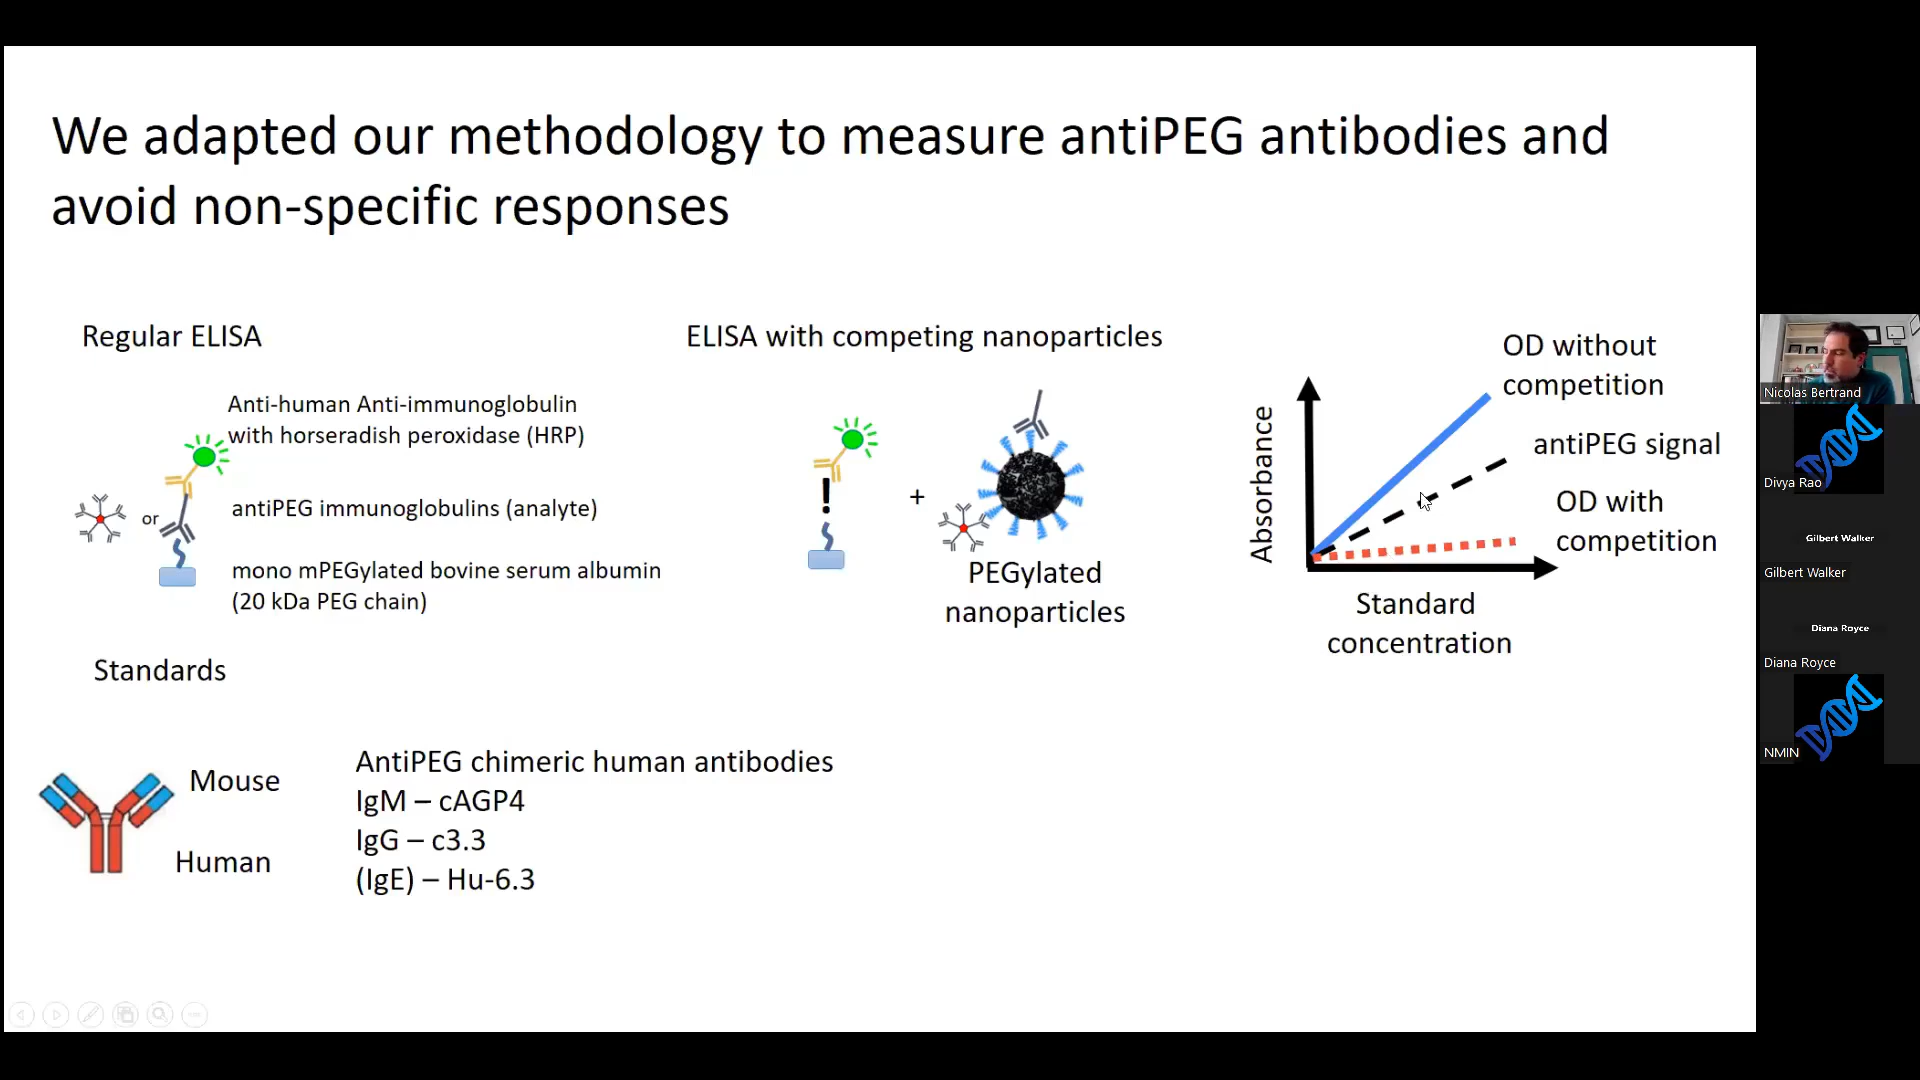 We adapted our methodology to measure antiPEG antibodies and
avoid non-specific responses
Regular ELISA
Anti-human Anti-immunoglobulin
with horseradish peroxidase (HRP)
or
antiPEG immunoglobulins (analyte)
mono mPEGylated bovine serum albumin
(20 kDa PEG chain)
ELISA with competing nanoparticles
!
+
PEGylated
nanoparticles
Absorbance
OD without
competition
antiPEG signal
OD with
competition
Standard
concentration
Standards
Mouse
Human
AntiPEG chimeric human antibodies
IgM – cAGP4
IgG – c3.3
(IgE) – Hu-6.3
Nicolas Bertrand
Divya Rao
Gilbert Walker
Gilbert Walker
Diana Royce
Diana Royce
NMIN